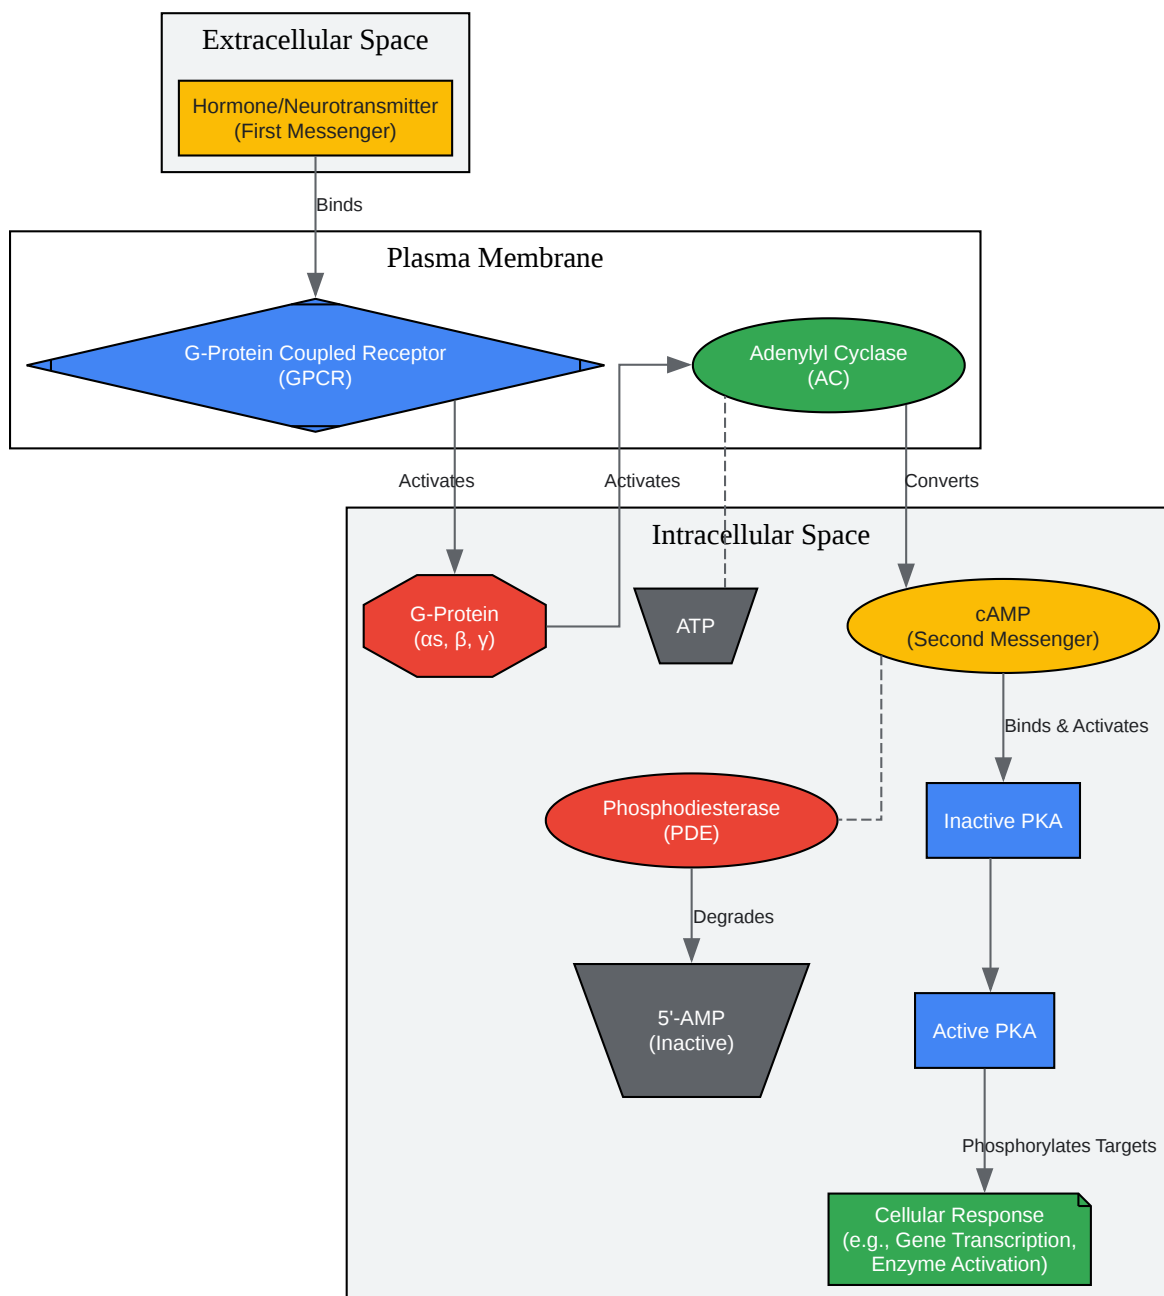 Extracellular Space
Hormone/Neurotransmitter
(First Messenger)
Binds
Plasma Membrane
G-Protein Coupled Receptor
(GPCR)
Adenylyl Cyclase
(AC)
Activates
Activates
Converts
Intracellular Space
G-Protein
(αs, β, γ)
ATP
cAMP
(Second Messenger)
Binds & Activates
Phosphodiesterase
(PDE)
Inactive PKA
Degrades
5'-AMP
(Inactive)
Active PKA
Phosphorylates Targets
Cellular Response
(e.g., Gene Transcription,
Enzyme Activation)